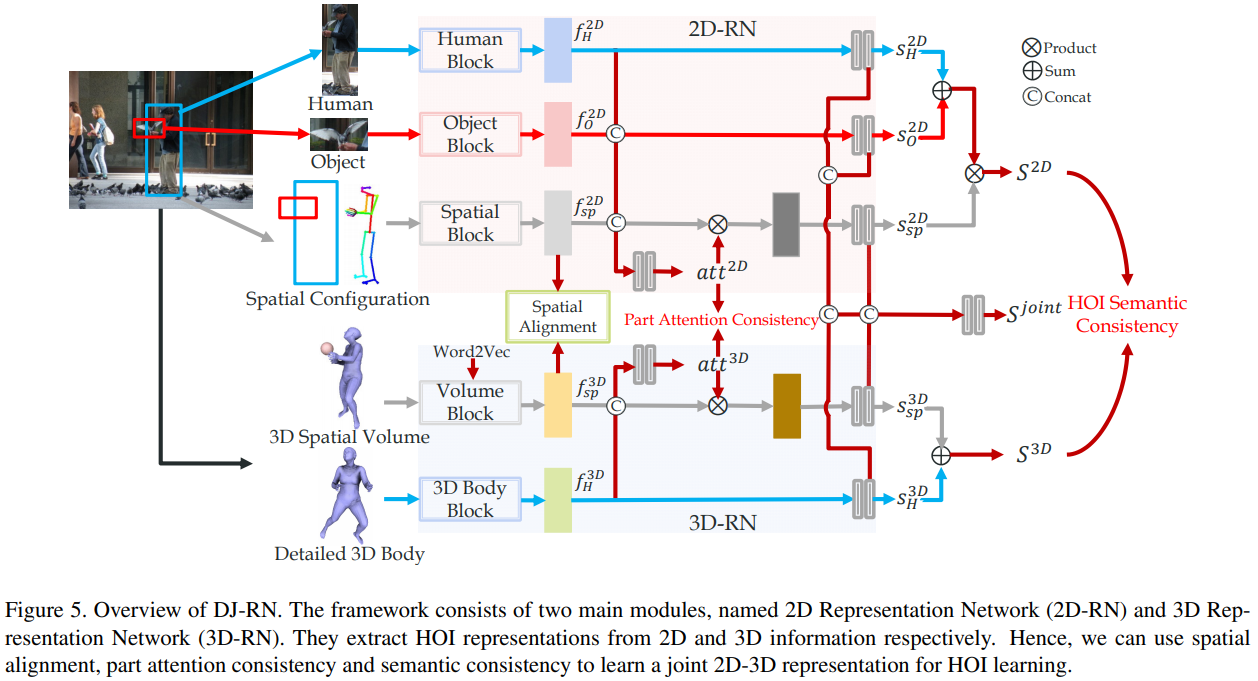 Human
Object
Spatial Configuration
3D Spatial Volume
Detailed 3D Body
Human
Block
Object
Block
Spatial
Block
Spatial
Alignment
Word2Vec
Volume
Block
3D Body
Block
f_H^{2D}
f_O^{2D}
f_{sp}^{2D}
f_{sp}^{3D}
f_H^{3D}
2D-RN
C
C
att^{2D}
Part Attention Consistency
att^{3D}
C
3D-RN
C
C
C
s_H^{2D}
s_O^{2D}
s_{sp}^{2D}
s_{sp}^{3D}
s_H^{3D}
Product
Sum
C Concat
S^{2D}
S^{joint}
HOI Semantic
Consistency
S^{3D}
Figure 5. Overview of DJ-RN. The framework consists of two main modules, named 2D Representation Network (2D-RN) and 3D Rep-
resentation Network (3D-RN). They extract HOI representations from 2D and 3D information respectively. Hence, we can use spatial
alignment, part attention consistency and semantic consistency to learn a joint 2D-3D representation for HOI learning.